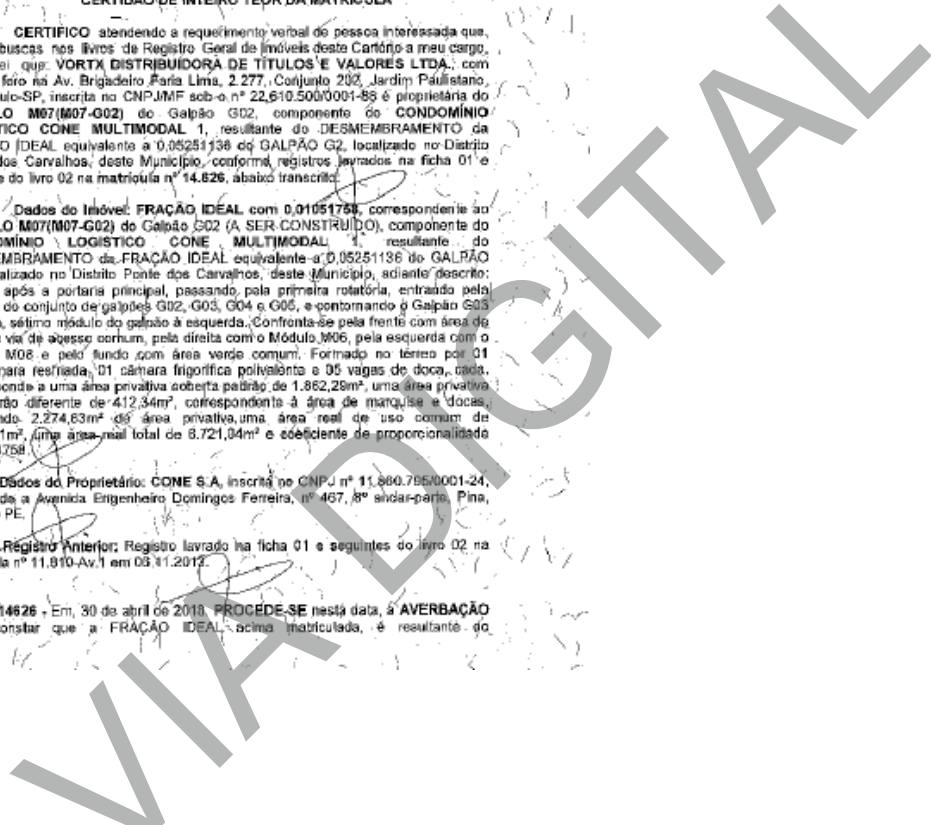 CERTIDÃO DE INTEIRO TEOR DA MATRÍCULA
CERTIFICO atendendo a requerimento verbal de pessoa interessada que,
buscas nos livros de Registro Geral de Imóveis deste Cartório a meu cargo,
ei que VORTX DISTRIBUIDORA DE TÍTULOS E VALORES LTDA., com
foro na Av. Brigadeiro Faria Lima, 2.277, Conjunto 202, Jardim Paulistano,
ulo-SP, inscrita no CNPJ/MF sob o nº 22.610.500/0001-88 é proprietária do
LO M07(M07-G02) do Galpão G02, componente do CONDOMÍNIO
TICO CONE MULTIMODAL 1, resultante do DESMEMBRAMENTO da
O IDEAL equivalente a 0,05251136 do GALPÃO G2, localizado no Distrito
dos Carvalhos, deste Município, conforme registros lavrados na ficha 01 e
e do livro 02 na matrícula nº 14.626, abaixo transcrito:
Dados do Imóvel: FRAÇÃO IDEAL com 0,01051758, correspondente ao
LO M07(M07-G02) do Galpão G02 (A SER CONSTRUÍDO), componente do
OMÍNIO LOGÍSTICO CONE MULTIMODAL 1, resultante do
EMBRAMENTO da FRAÇÃO IDEAL equivalente a 0,05251136 do GALPÃO
alizado no Distrito Ponte dos Carvalhos, deste Município, adiante descrito:
após a portaria principal, passando pela primeira rotatória, entrando pela
do conjunto de galpões G02, G03, G04 e G05, e contornando o Galpão G03
, sétimo módulo do galpão à esquerda. Confronta-se pela frente com área de
via de acesso comum, pela direita com o Módulo M06, pela esquerda com o
M08 e pelo fundo com área verde comum. Formado no térreo por 01
mara resfriada, 01 câmara frigorífica polivalente e 05 vagas de doca, cada.
ponde a uma área privativa coberta padrão de 1.862,29m², uma área privativa
rão diferente de 412,34m², correspondente à área de marquise e docas,
ndo 2.274,63m² de área privativa, uma área real de uso comum de
1m², uma área real total de 6.721,04m² e coeficiente de proporcionalidade
1758.
Dados do Proprietário: CONE S.A, inscrita no CNPJ nº 11.860.795/0001-24,
da a Avenida Engenheiro Domingos Ferreira, nº 467, 8º andar-parte, Pina,
PE.
Registro Anterior: Registro lavrado na ficha 01 e seguintes do livro 02 na
la nº 11.910-Av.1 em 06.11.2013.
14626 - Em, 30 de abril de 2018. PROCEDE-SE nesta data, à AVERBAÇÃO
onstar que a FRAÇÃO IDEAL acima matriculada, é resultante do
VIA DIGITAL